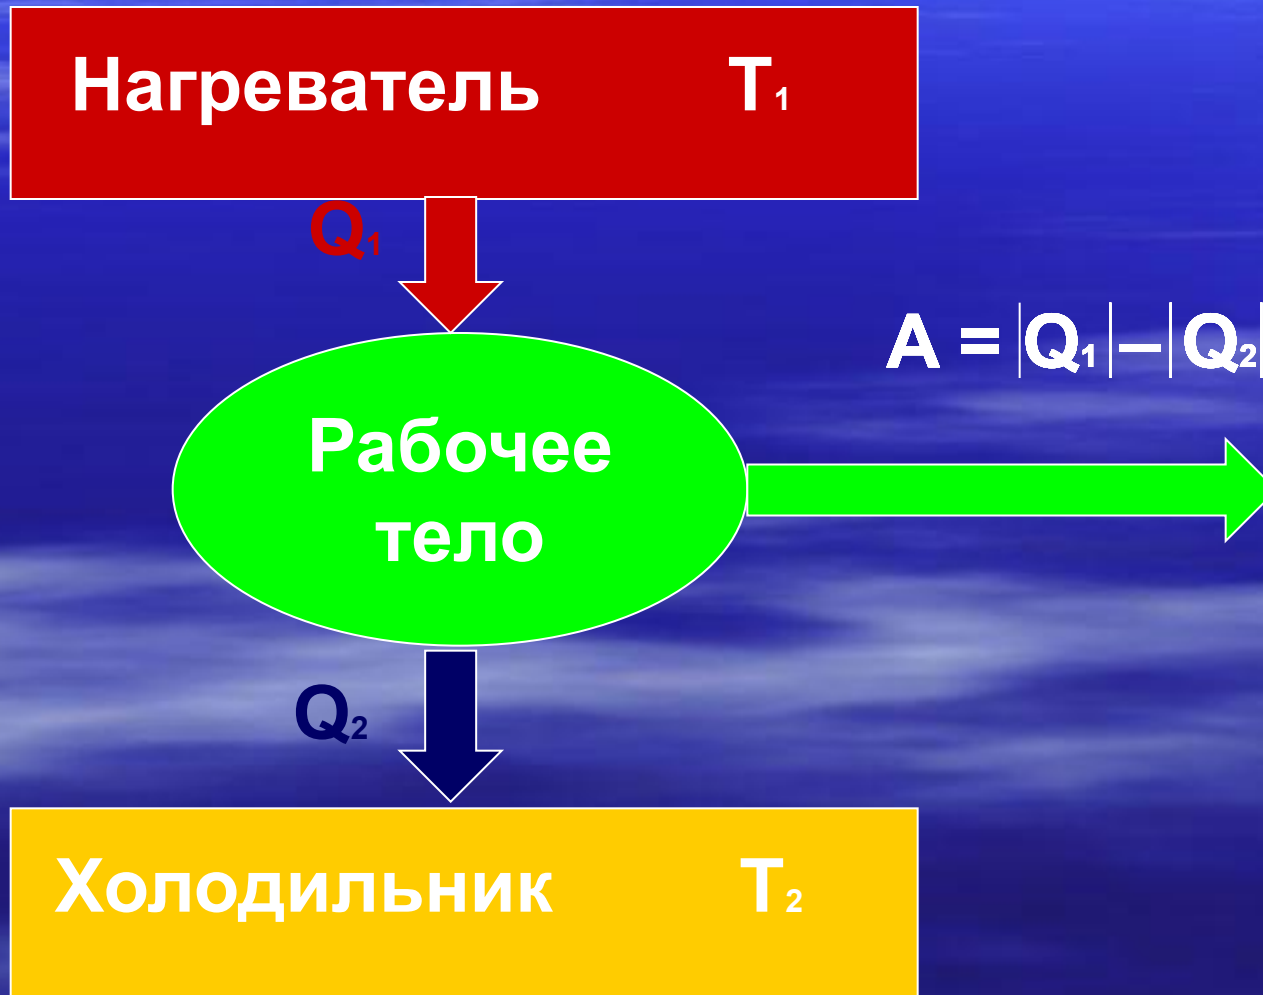 Нагреватель T₁
Q₁
A = |Q₁| – |Q₂|
Рабочее
тело
Q₂
Холодильник T₂